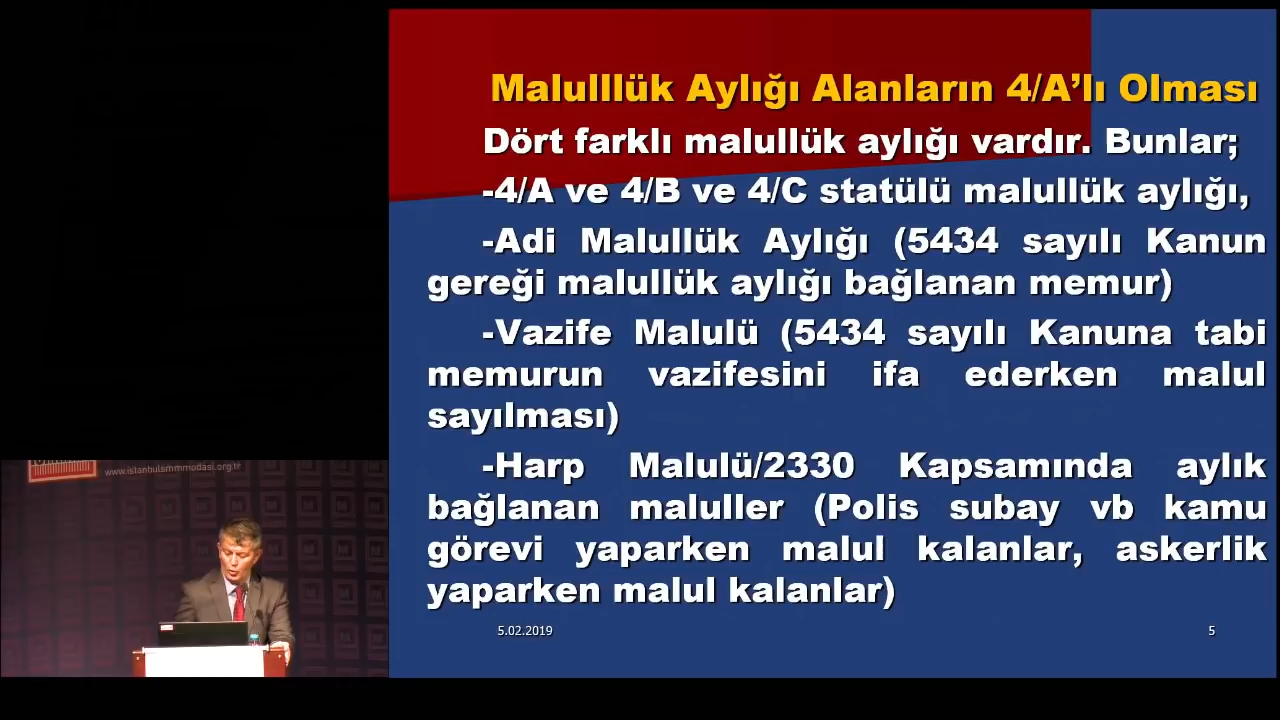 Malulllük Aylığı Alanların 4/A’lı Olması
Dört farklı malullük aylığı vardır. Bunlar;
-4/A ve 4/B ve 4/C statülü malullük aylığı,
-Adi Malullük Aylığı (5434 sayılı Kanun
gereği malullük aylığı bağlanan memur)
-Vazife Malulü (5434 sayılı Kanuna tabi
memurun vazifesini ifa ederken malul
sayılması)
-Harp Malulü/2330 Kapsamında aylık
bağlanan maluller (Polis subay vb kamu
görevi yaparken malul kalanlar, askerlik
yaparken malul kalanlar)
5.02.2019
5
www.istanbulsmmmodasi.org.tr